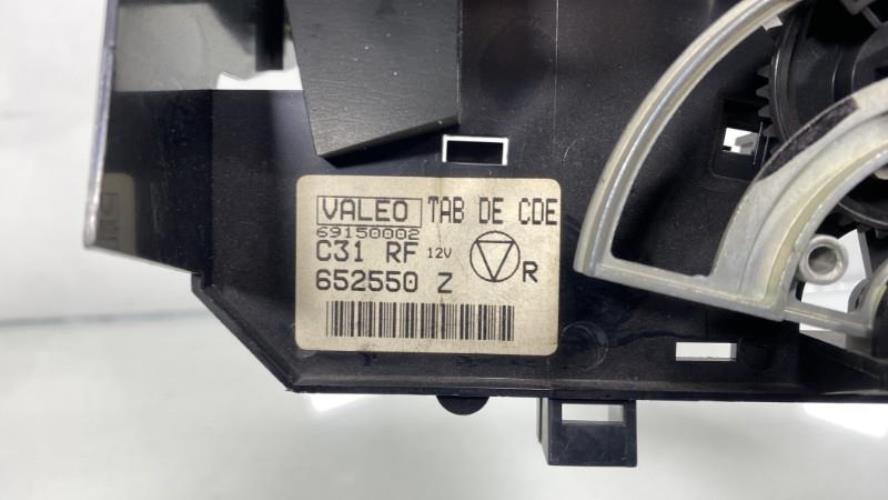 VALEO TAB DE CDE
69150002
C31 RF 12V
R
652550 Z